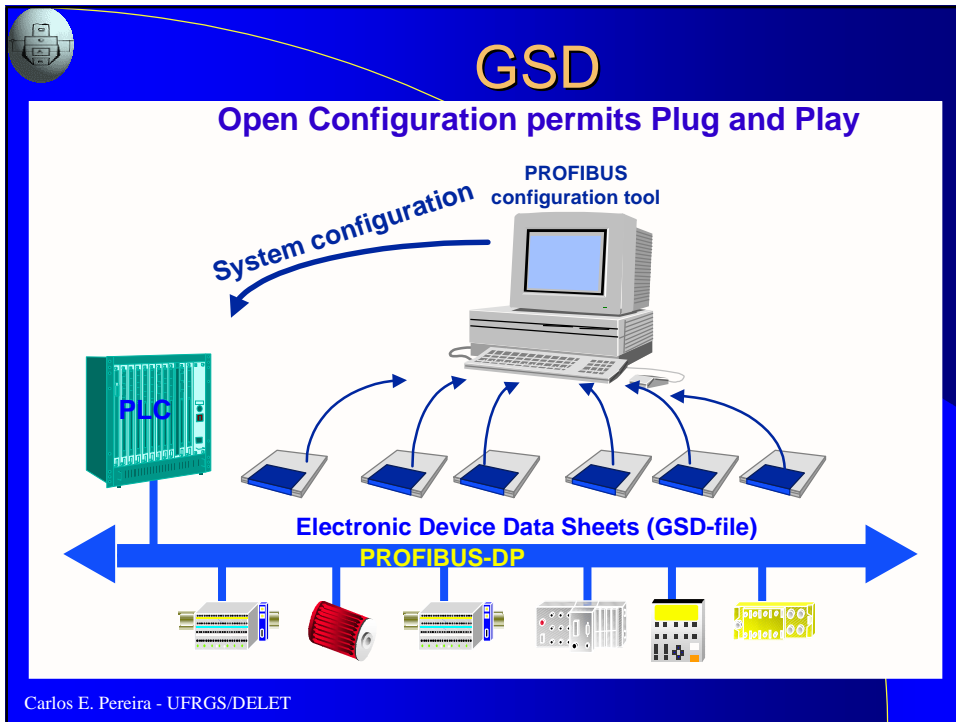 GSD
Open Configuration permits Plug and Play
PROFIBUS
configuration tool
System configuration
PLC
Electronic Device Data Sheets (GSD-file)
PROFIBUS-DP
Carlos E. Pereira - UFRGS/DELET